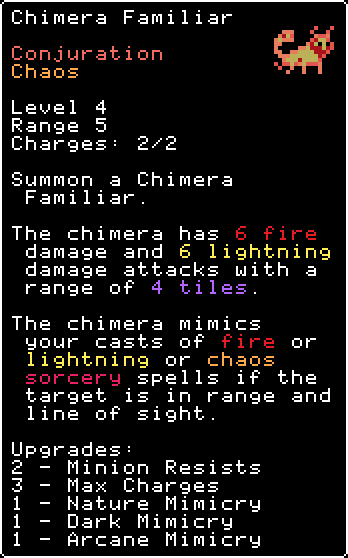 Chimera Familiar
Conjuration
Chaos
Level 4
Range 5
Charges: 2/2
Summon a Chimera
Familiar.
The chimera has 6 fire
damage and 6 lightning
damage attacks with a
range of 4 tiles.
The chimera mimics
your casts of fire or
lightning or chaos
sorcery spells if the
target is in range and
line of sight.
Upgrades:
2 - Minion Resists
3 - Max Charges
1 - Nature Mimicry
1 - Dark Mimicry
1 - Arcane Mimicry